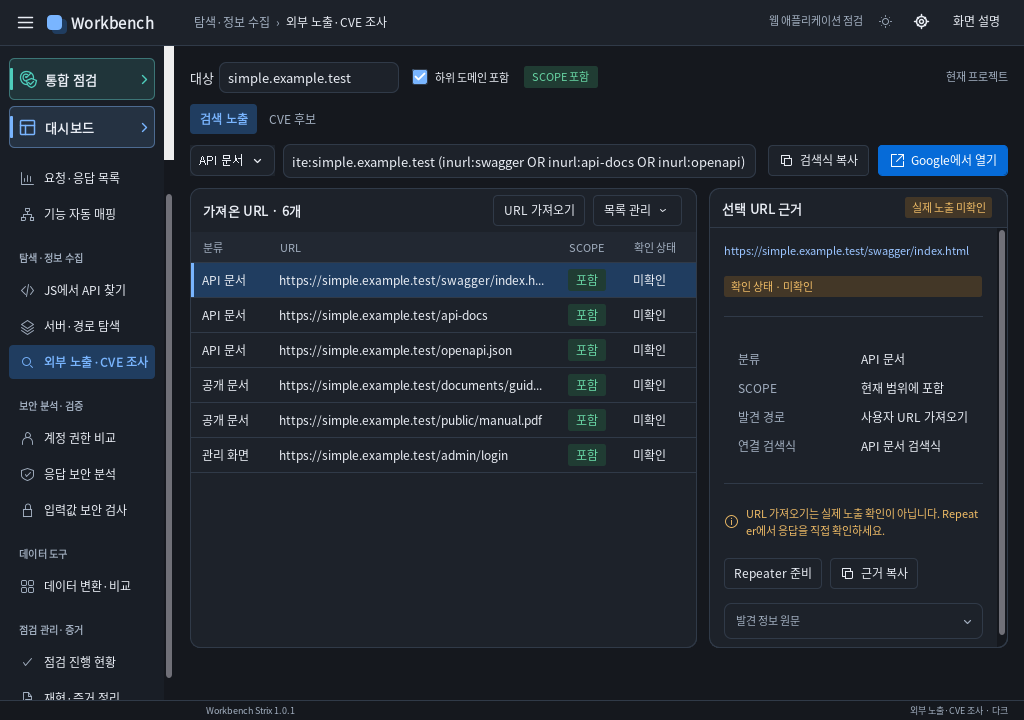 Workbench
탐색·정보 수집 › 외부 노출·CVE 조사
웹 애플리케이션 점검
화면 설명
통합 점검
대시보드
요청·응답 목록
기능 자동 매핑
탐색·정보 수집
JS에서 API 찾기
서버·경로 탐색
외부 노출·CVE 조사
보안 분석·검증
계정 권한 비교
응답 보안 분석
입력값 보안 검사
데이터 도구
데이터 변환·비교
점검 관리·증거
점검 진행 현황
재현·증거 정리
대상 simple.example.test 하위 도메인 포함 SCOPE 포함 현재 프로젝트
검색 노출 CVE 후보
API 문서 ite:simple.example.test (inurl:swagger OR inurl:api-docs OR inurl:openapi) 검색식 복사 Google에서 열기
가져온 URL · 6개 URL 가져오기 목록 관리
분류 URL SCOPE 확인 상태
API 문서 https://simple.example.test/swagger/index.h... 포함 미확인
API 문서 https://simple.example.test/api-docs 포함 미확인
API 문서 https://simple.example.test/openapi.json 포함 미확인
공개 문서 https://simple.example.test/documents/guid... 포함 미확인
공개 문서 https://simple.example.test/public/manual.pdf 포함 미확인
관리 화면 https://simple.example.test/admin/login 포함 미확인
선택 URL 근거 실제 노출 미확인
https://simple.example.test/swagger/index.html
확인 상태 · 미확인
분류 API 문서
SCOPE 현재 범위에 포함
발견 경로 사용자 URL 가져오기
연결 검색식 API 문서 검색식
URL 가져오기는 실제 노출 확인이 아닙니다. Repeat
er에서 응답을 직접 확인하세요.
Repeater 준비 근거 복사
발견 정보 원문
Workbench Strix 1.0.1
외부 노출·CVE 조사 · 다크